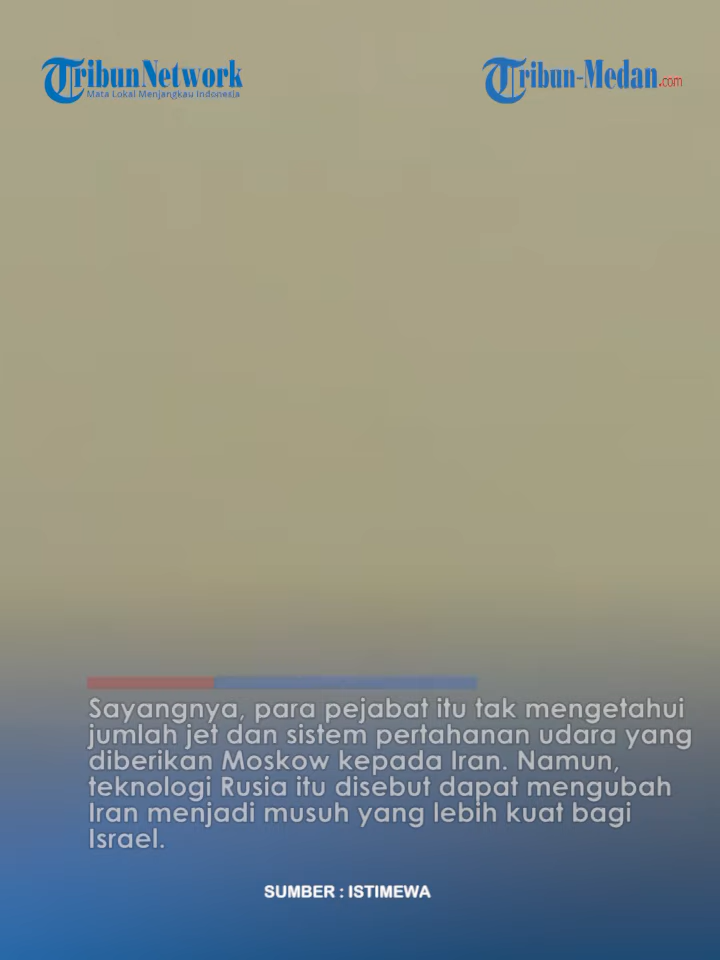 TribunNetwork
Mata Lokal Menjangkau Indonesia
Tribun-Medan.com
Sayangnya, para pejabat itu tak mengetahui
jumlah jet dan sistem pertahanan udara yang
diberikan Moskow kepada Iran. Namun,
teknologi Rusia itu disebut dapat mengubah
Iran menjadi musuh yang lebih kuat bagi
Israel.
SUMBER : ISTIMEWA